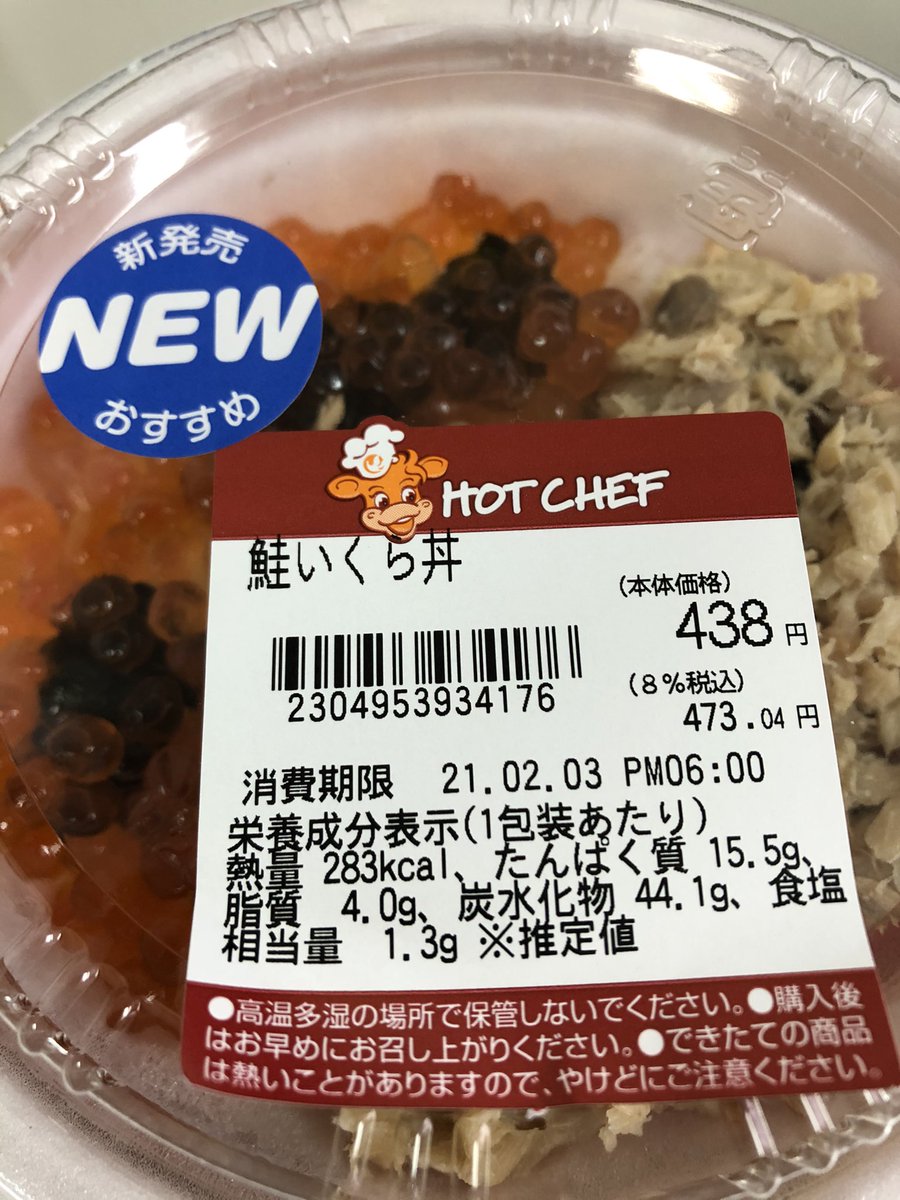 新発売
NEW
おすすめ
HOT CHEF
鮭いくら丼
(本体価格)
438円
2304953934176
(8%税込)
473.04円
消費期限 21.02.03 PM06:00
栄養成分表示(1包装あたり)
熱量 283kcal、たんぱく質 15.5g、
脂質 4.0g、炭水化物 44.1g、食塩
相当量 1.3g ※推定値
●高温多湿の場所で保管しないでください。●購入後
はお早めにお召し上がりください。●できたての商品
は熱いことがありますので、やけどにご注意ください。